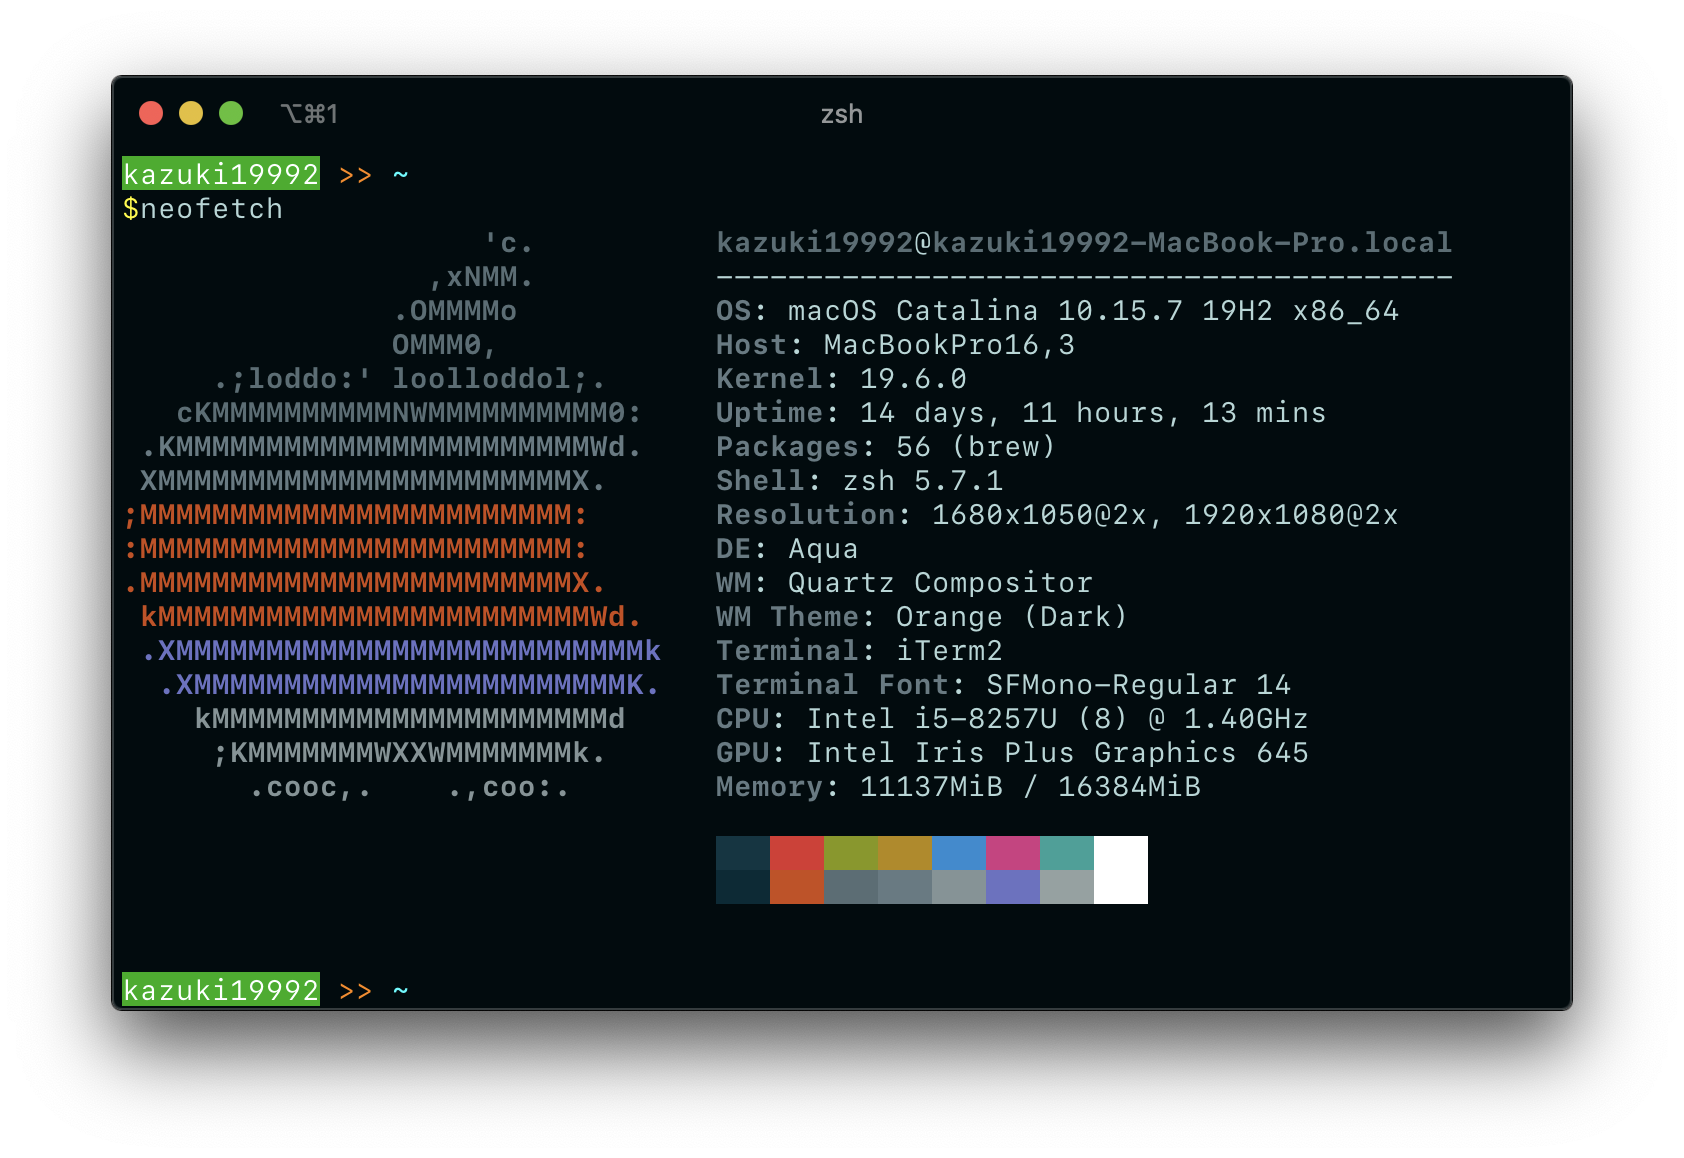 ⌥⌘1 zsh
kazuki19992 >> ~
$neofetch
                    'c.          kazuki19992@kazuki19992-MacBook-Pro.local
                 ,xNMM.          -----------------------------------------
               .OMMMMo           OS: macOS Catalina 10.15.7 19H2 x86_64
               OMMM0,            Host: MacBookPro16,3
     .;loddo:' loolloddol;.      Kernel: 19.6.0
   cKMMMMMMMMMMNWMMMMMMMMMM0:    Uptime: 14 days, 11 hours, 13 mins
 .KMMMMMMMMMMMMMMMMMMMMMMMWd.    Packages: 56 (brew)
 XMMMMMMMMMMMMMMMMMMMMMMMX.      Shell: zsh 5.7.1
;MMMMMMMMMMMMMMMMMMMMMMMM:       Resolution: 1680x1050@2x, 1920x1080@2x
:MMMMMMMMMMMMMMMMMMMMMMMM:       DE: Aqua
.MMMMMMMMMMMMMMMMMMMMMMMMX.      WM: Quartz Compositor
 kMMMMMMMMMMMMMMMMMMMMMMMMWd.    WM Theme: Orange (Dark)
 .XMMMMMMMMMMMMMMMMMMMMMMMMMMk   Terminal: iTerm2
  .XMMMMMMMMMMMMMMMMMMMMMMMMK.   Terminal Font: SFMono-Regular 14
    kMMMMMMMMMMMMMMMMMMMMMMd     CPU: Intel i5-8257U (8) @ 1.40GHz
     ;KMMMMMMMWXXWMMMMMMMk.      GPU: Intel Iris Plus Graphics 645
       .cooc,.    .,coo:.        Memory: 11137MiB / 16384MiB
kazuki19992 >> ~